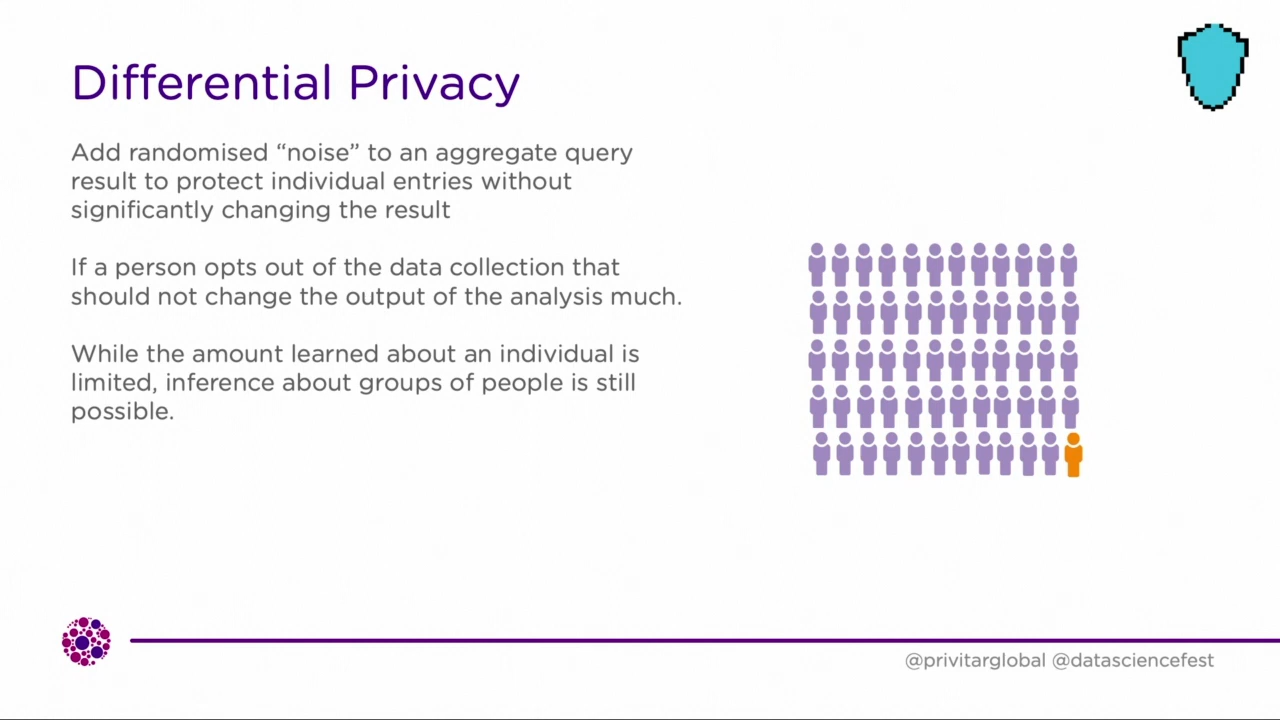 Differential Privacy
Add randomised “noise” to an aggregate query
result to protect individual entries without
significantly changing the result
If a person opts out of the data collection that
should not change the output of the analysis much.
While the amount learned about an individual is
limited, inference about groups of people is still
possible.
@privitarglobal @datasciencefest